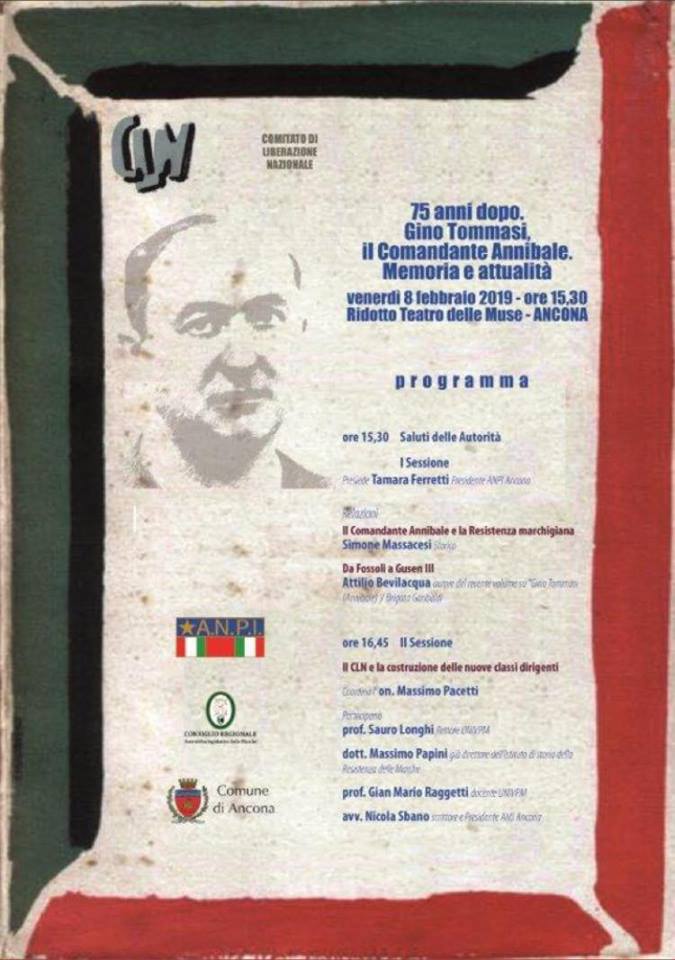 CLN
COMITATO DI
LIBERAZIONE
NAZIONALE
75 anni dopo.
Gino Tommasi,
il Comandante Annibale.
Memoria e attualità
venerdì 8 febbraio 2019 - ore 15,30
Ridotto Teatro delle Muse - ANCONA
programma
ore 15,30 Saluti delle Autorità
I Sessione
Presiede Tamara Ferretti Presidente ANPI Ancona
Relazioni
Il Comandante Annibale e la Resistenza marchigiana
Simone Massacesi Storico
Da Fossoli a Gusen III
Attilio Bevilacqua autore del recente volume su "Gino Tommasi
(Annibale) V Brigata Garibaldi
ore 16,45 II Sessione
Il CLN e la costruzione delle nuove classi dirigenti
Coordina l' on. Massimo Pacetti
Partecipano
prof. Sauro Longhi Rettore UNIVPM
dott. Massimo Papini già direttore dell'Istituto di storia della
Resistenza delle Marche
prof. Gian Mario Raggetti docente UNIVPM
avv. Nicola Sbano scrittore e Presidente Ancona
A.N.P.I.
CONSIGLIO REGIONALE
Assemblea legislativa delle Marche
Comune
di Ancona